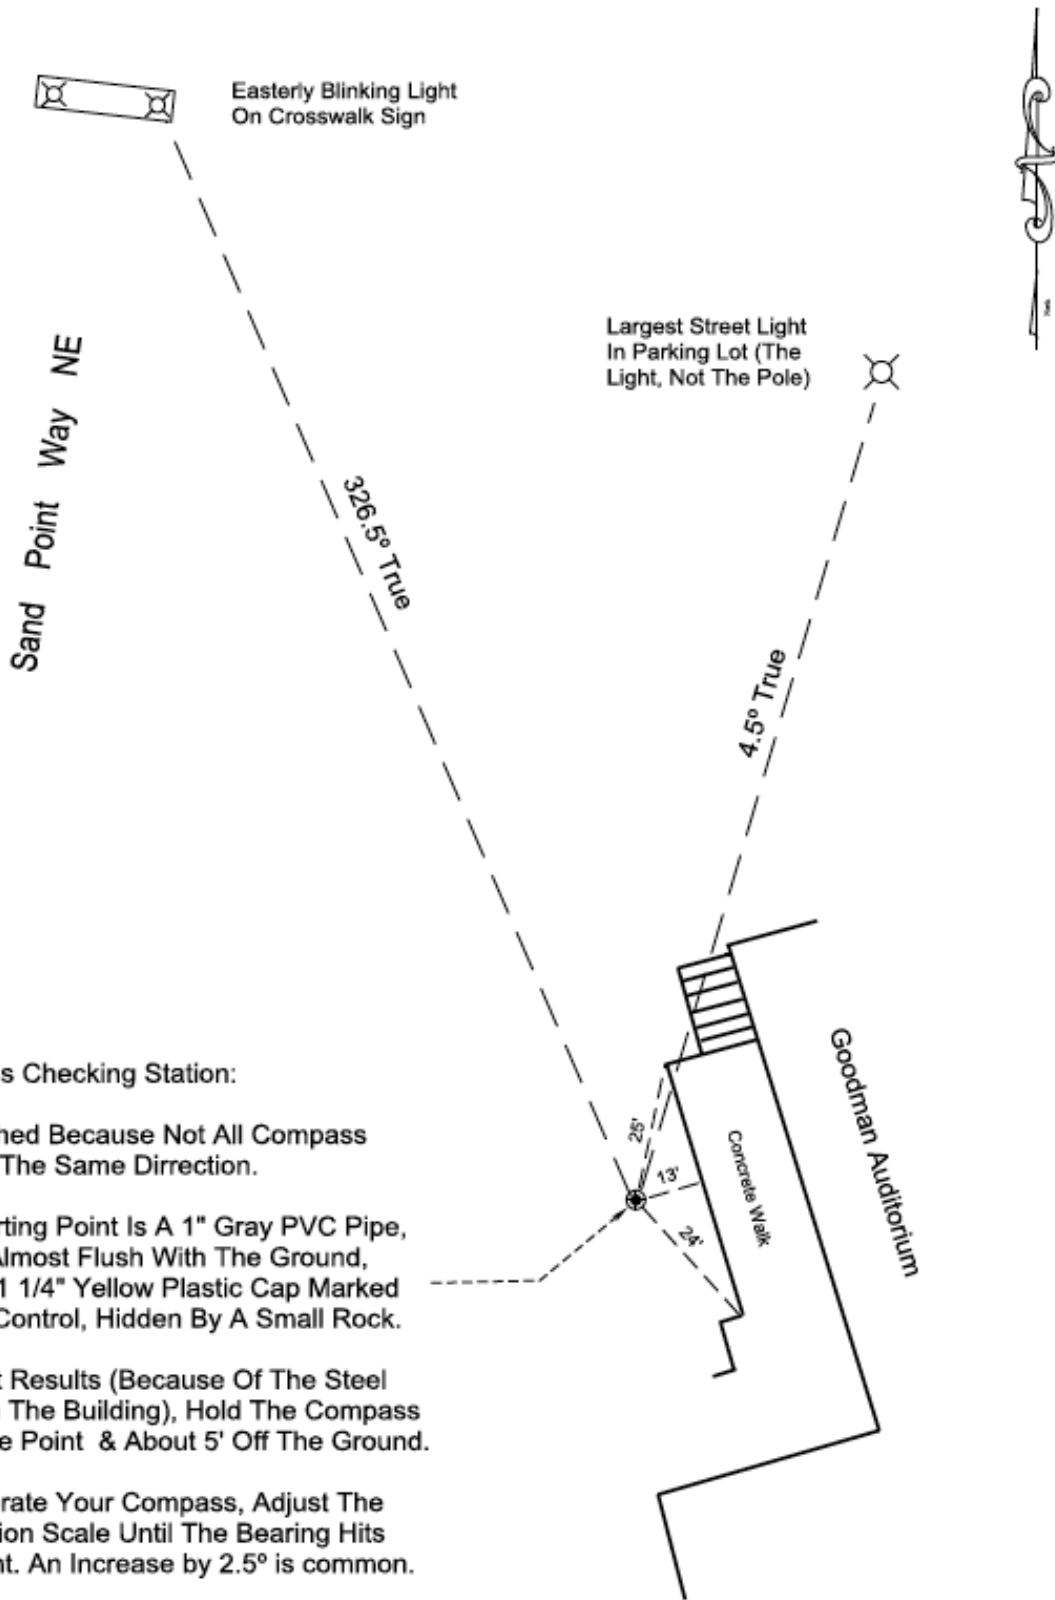 Easterly Blinking Light
On Crosswalk Sign
Largest Street Light
In Parking Lot (The
Light, Not The Pole)
Sand Point Way NE
326.5º True
4.5º True
Goodman Auditorium
Concrete Walk
25'
13'
24'
s Checking Station:
hed Because Not All Compass
The Same Dirrection.
rting Point Is A 1" Gray PVC Pipe,
Almost Flush With The Ground,
1 1/4" Yellow Plastic Cap Marked
Control, Hidden By A Small Rock.
t Results (Because Of The Steel
The Building), Hold The Compass
e Point & About 5' Off The Ground.
rate Your Compass, Adjust The
ion Scale Until The Bearing Hits
nt. An Increase by 2.5º is common.